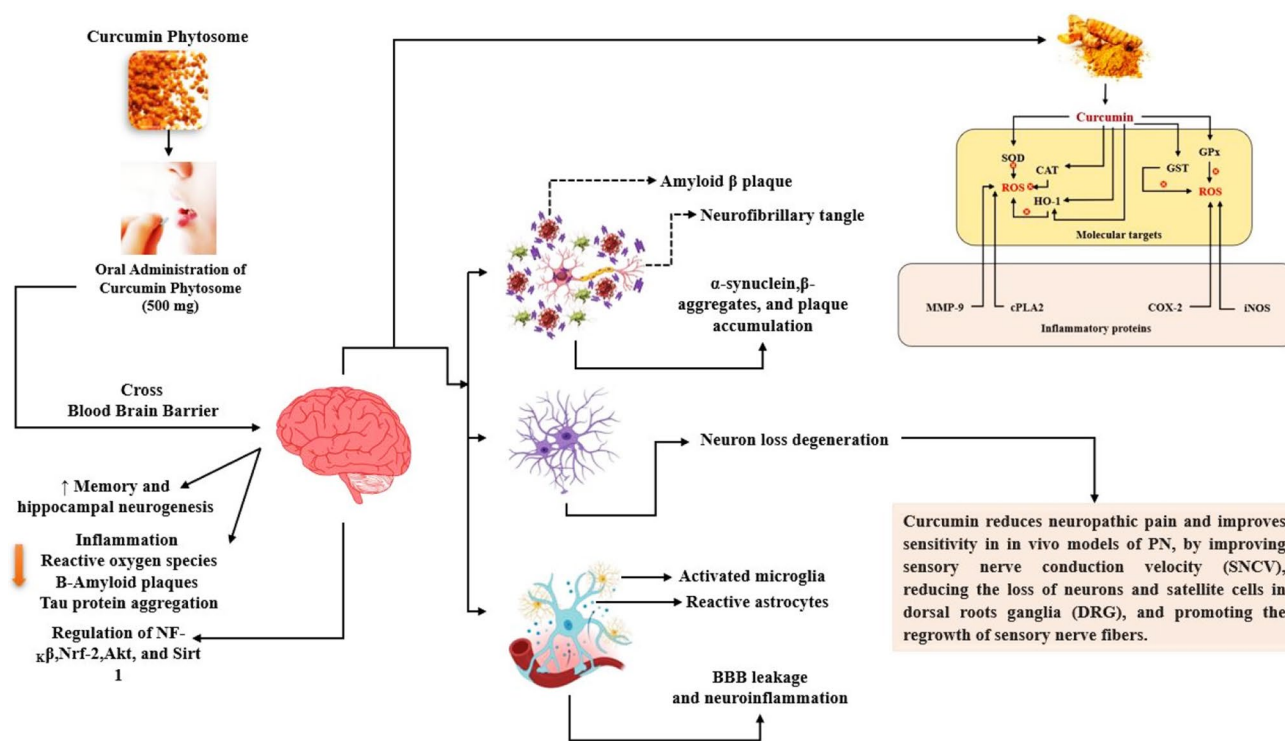 Curcumin Phytosome
Oral Administration of
Curcumin Phytosome
(500 mg)
Cross
Blood Brain Barrier
↑ Memory and
hippocampal neurogenesis
Inflammation
Reactive oxygen species
B-Amyloid plaques
Tau protein aggregation
Regulation of NF-
κβ,Nrf-2,Akt, and Sirt
1
Amyloid β plaque
Neurofibrillary tangle
α-synuclein,β-
aggregates, and plaque
accumulation
Neuron loss degeneration
Activated microglia
Reactive astrocytes
BBB leakage
and neuroinflammation
Curcumin
SOD
CAT
ROS
HO-1
GST
GPx
ROS
Molecular targets
MMP-9
cPLA2
COX-2
iNOS
Inflammatory proteins
Curcumin reduces neuropathic pain and improves
sensitivity in in vivo models of PN, by improving
sensory nerve conduction velocity (SNCV),
reducing the loss of neurons and satellite cells in
dorsal roots ganglia (DRG), and promoting the
regrowth of sensory nerve fibers.